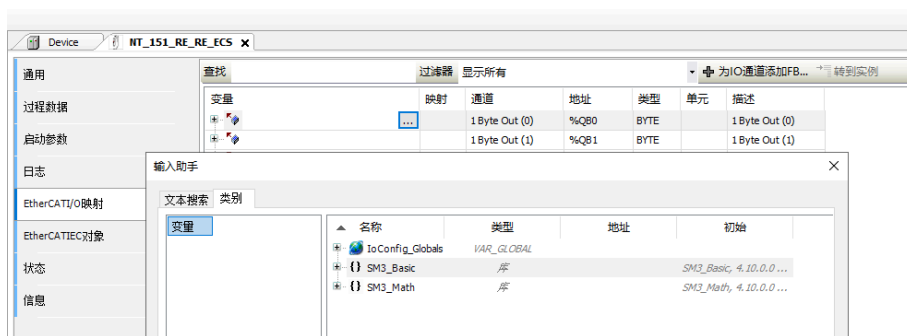 Device NT_151_RE_RE_ECS X
通用 查找 过滤器 显示所有 为IO通道添加FB... 转到实例
变量 映射 通道 地址 类型 单元 描述
过程数据
... 1 Byte Out (0) %QB0 BYTE 1 Byte Out (0)
启动参数 1 Byte Out (1) %QB1 BYTE 1 Byte Out (1)
日志 输入助手
文本搜索 类别
EtherCATI/O映射
变量 名称 类型 地址 初始
EtherCATIEC对象 IoConfig_Globals VAR_GLOBAL
状态 SM3_Basic 库 SM3_Basic, 4.10.0.0 ...
SM3_Math 库 SM3_Math, 4.10.0.0 ...
信息